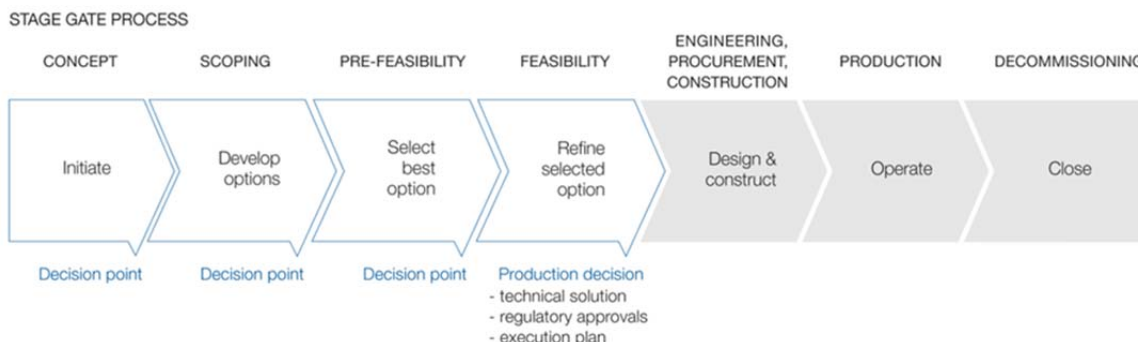 STAGE GATE PROCESS
CONCEPT
SCOPING
PRE-FEASIBILITY
FEASIBILITY
ENGINEERING,
PROCUREMENT,
CONSTRUCTION
PRODUCTION
DECOMMISSIONING
Initiate
Develop
options
Select
best
option
Refine
selected
option
Design &
construct
Operate
Close
Decision point
Decision point
Decision point
Production decision
- technical solution
- regulatory approvals
- execution plan